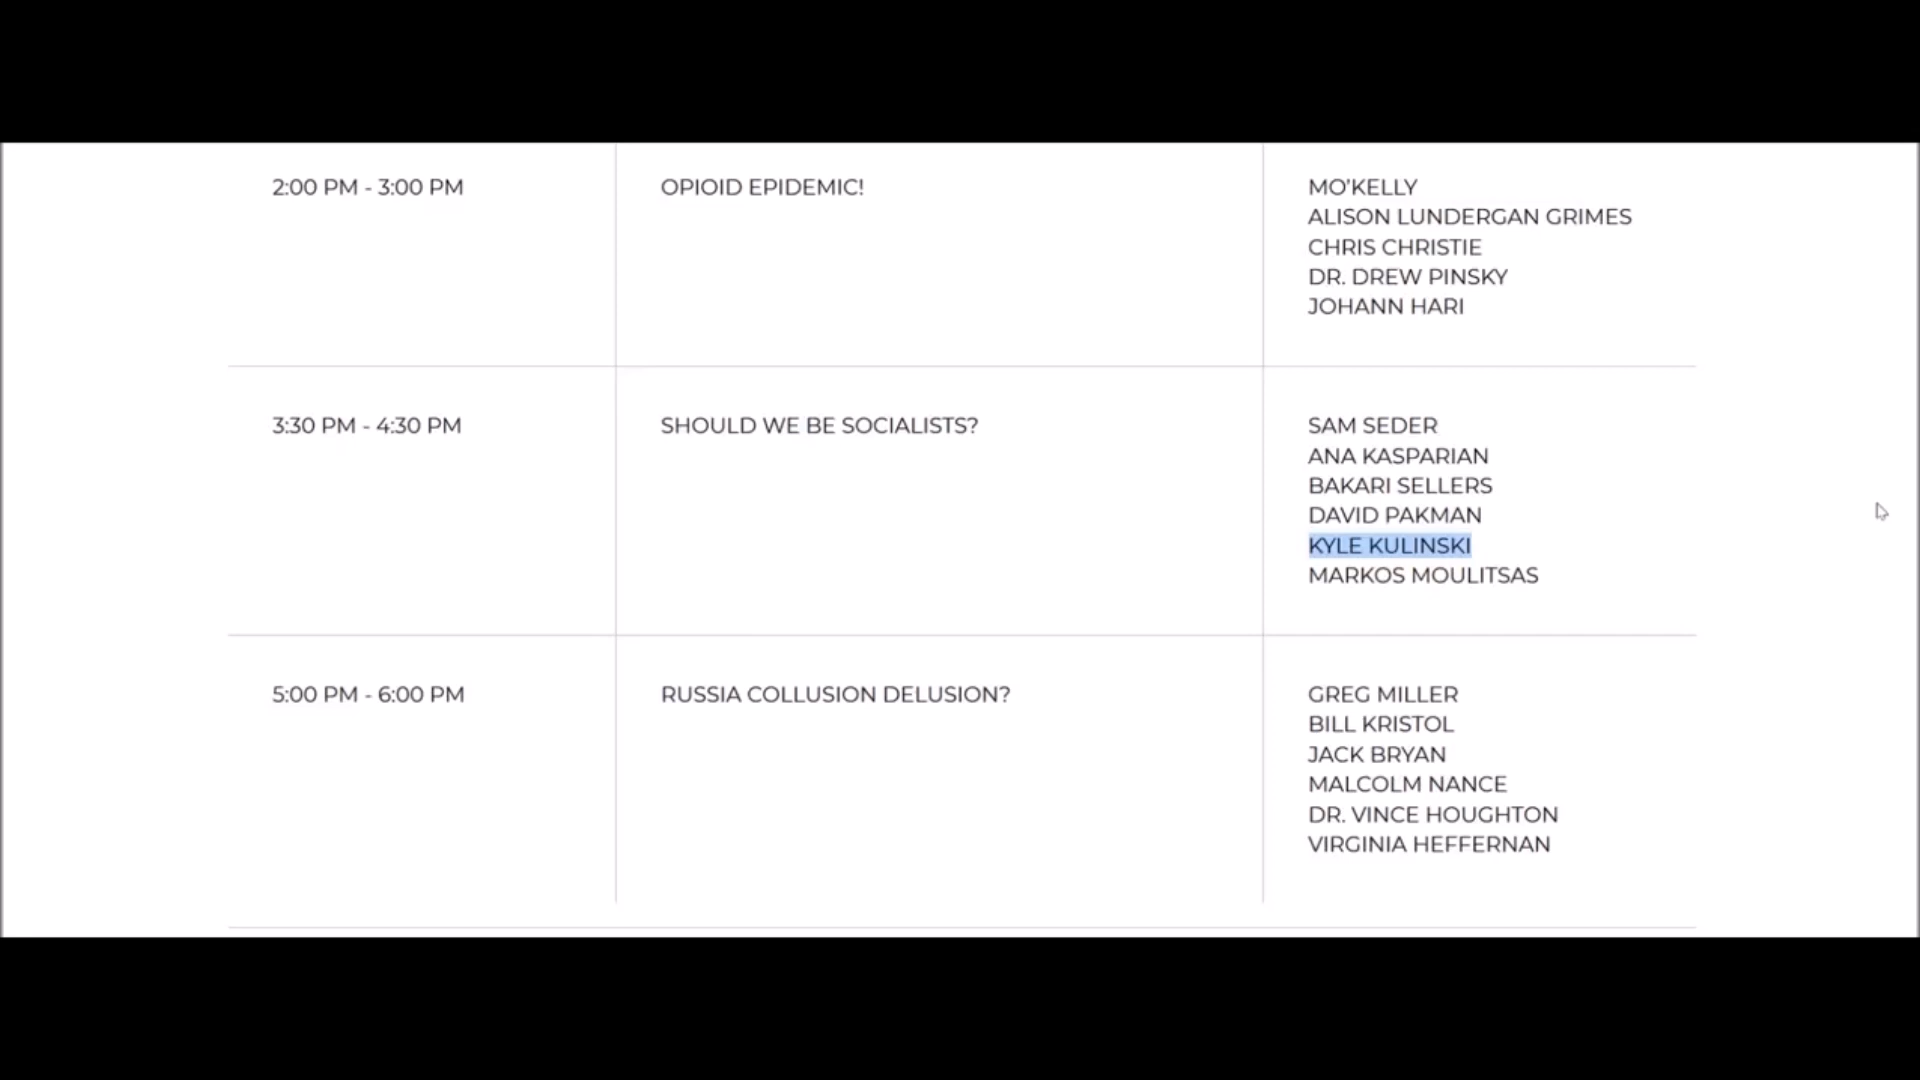 2:00 PM - 3:00 PM
OPIOID EPIDEMIC!
MO'KELLY
ALISON LUNDERGAN GRIMES
CHRIS CHRISTIE
DR. DREW PINSKY
JOHANN HARI
3:30 PM - 4:30 PM
SHOULD WE BE SOCIALISTS?
SAM SEDER
ANA KASPARIAN
BAKARI SELLERS
DAVID PAKMAN
KYLE KULINSKI
MARKOS MOULITSAS
5:00 PM - 6:00 PM
RUSSIA COLLUSION DELUSION?
GREG MILLER
BILL KRISTOL
JACK BRYAN
MALCOLM NANCE
DR. VINCE HOUGHTON
VIRGINIA HEFFERNAN